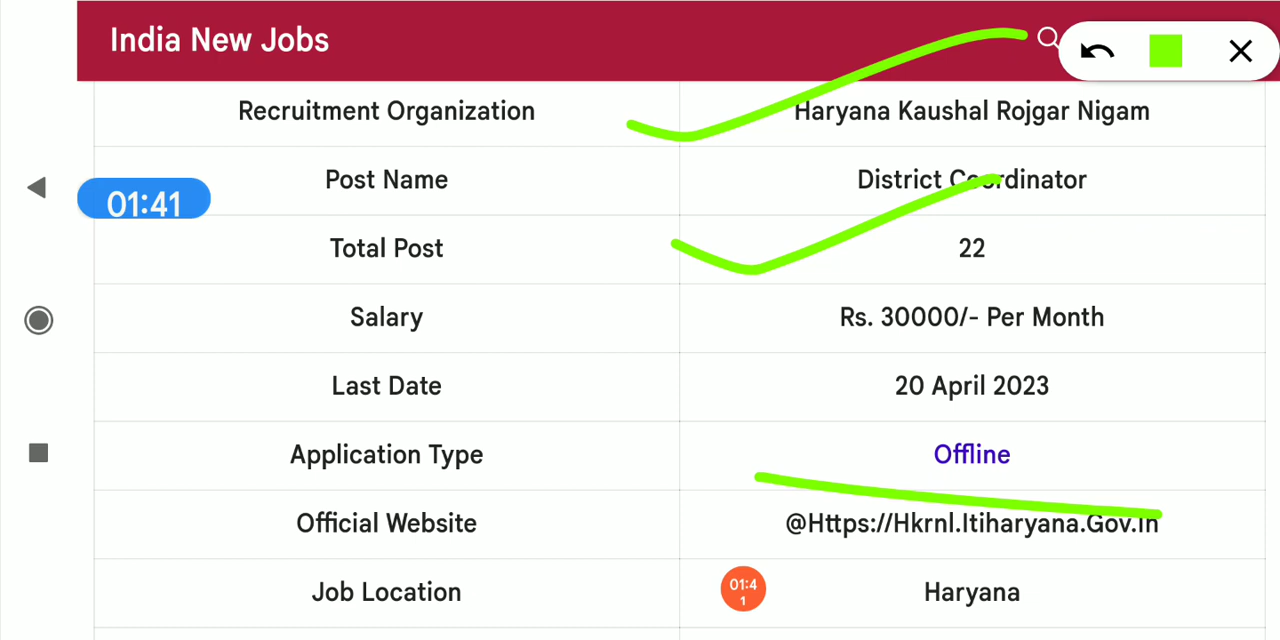 India New Jobs
Recruitment Organization Haryana Kaushal Rojgar Nigam
Post Name District Coordinator
01:41
Total Post 22
Salary Rs. 30000/- Per Month
Last Date 20 April 2023
Application Type Offline
Official Website @Https://Hkrnl.Itiharyana.Gov.In
Job Location Haryana
01:4
1